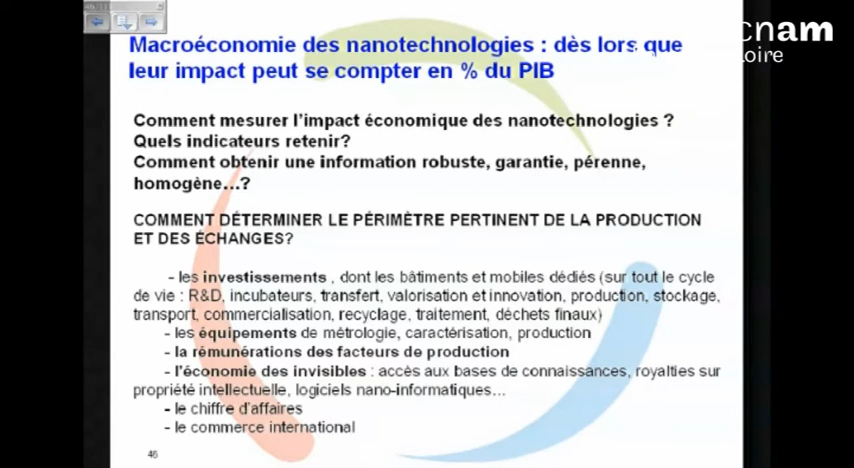 cnam
Loire
Macroéconomie des nanotechnologies : dès lors que
leur impact peut se compter en % du PIB
Comment mesurer l'impact économique des nanotechnologies ?
Quels indicateurs retenir?
Comment obtenir une information robuste, garantie, pérenne,
homogène…?
COMMENT DÉTERMINER LE PÉRIMÈTRE PERTINENT DE LA PRODUCTION
ET DES ÉCHANGES?
- les investissements , dont les bâtiments et mobiles dédiés (sur tout le cycle
de vie : R&D, incubateurs, transfert, valorisation et innovation, production, stockage,
transport, commercialisation, recyclage, traitement, déchets finaux)
- les équipements de métrologie, caractérisation, production
- la rémunérations des facteurs de production
- l'économie des invisibles : accès aux bases de connaissances, royalties sur
propriété intellectuelle, logiciels nano-informatiques…
- le chiffre d'affaires
- le commerce international
46